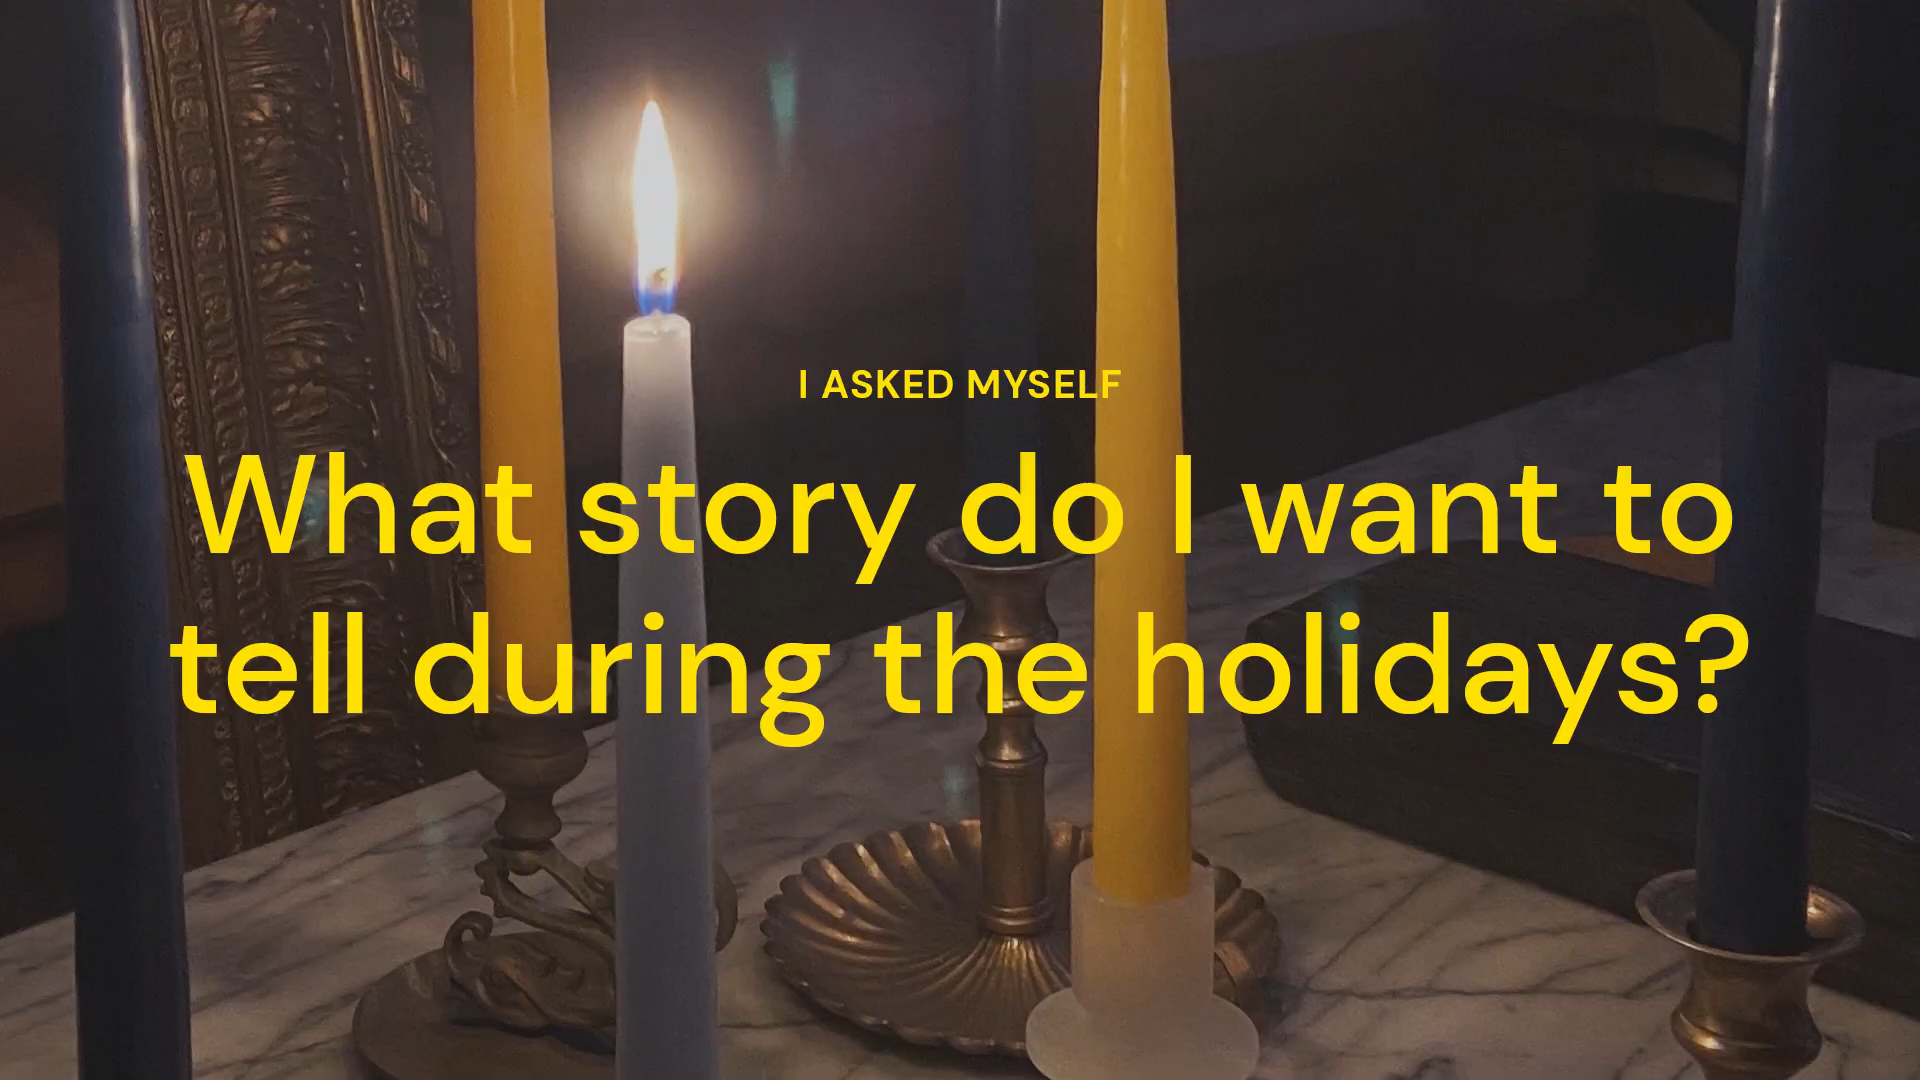 I ASKED MYSELF
What story do I want to
tell during the holidays?